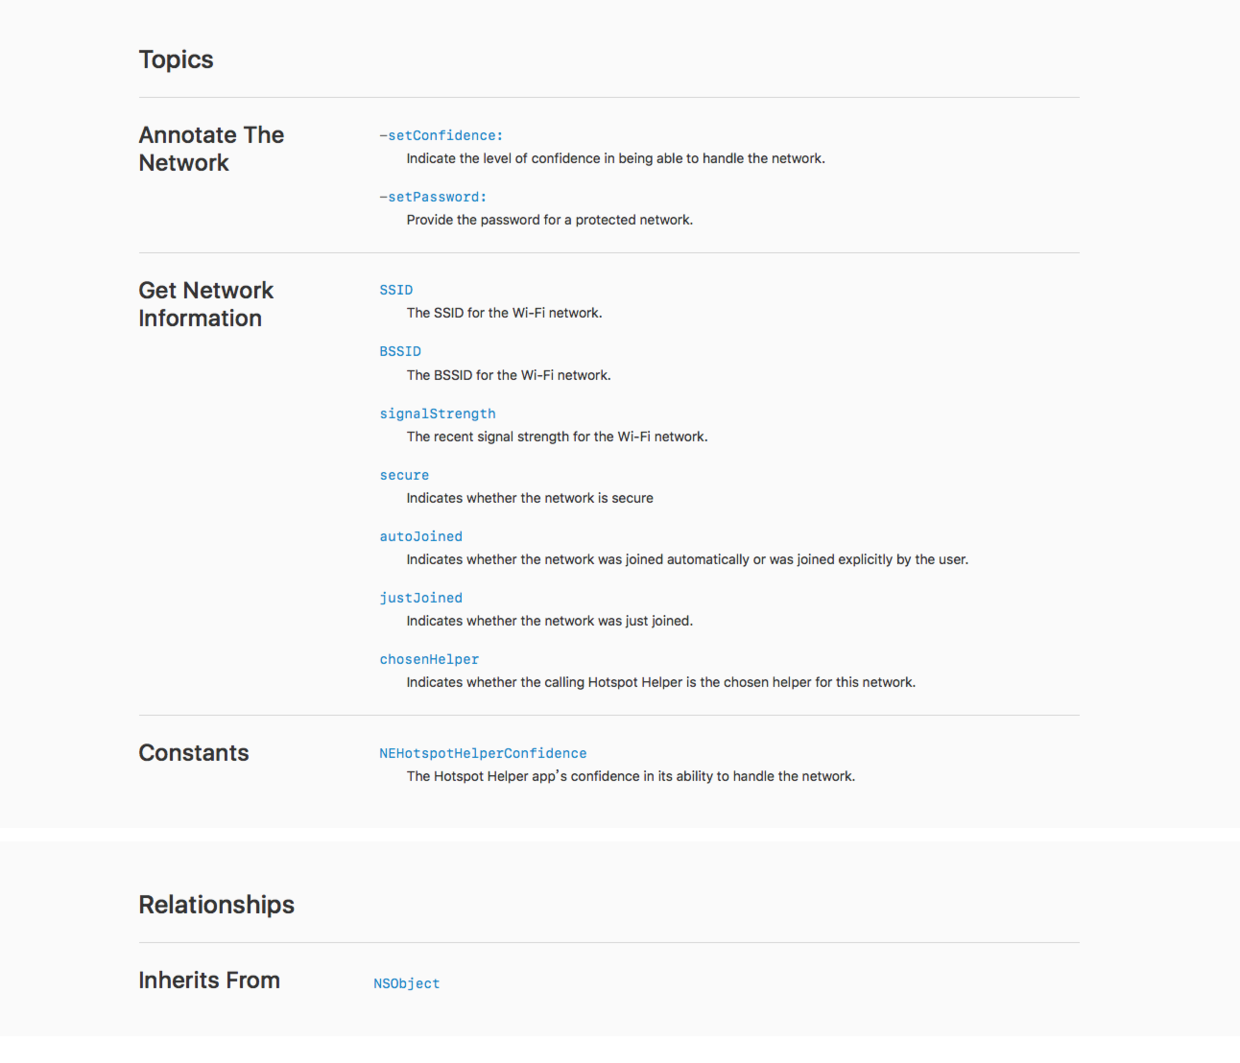 Topics
Annotate The
Network
–setConfidence:
Indicate the level of confidence in being able to handle the network.
–setPassword:
Provide the password for a protected network.
Get Network
Information
SSID
The SSID for the Wi-Fi network.
BSSID
The BSSID for the Wi-Fi network.
signalStrength
The recent signal strength for the Wi-Fi network.
secure
Indicates whether the network is secure
autoJoined
Indicates whether the network was joined automatically or was joined explicitly by the user.
justJoined
Indicates whether the network was just joined.
chosenHelper
Indicates whether the calling Hotspot Helper is the chosen helper for this network.
Constants
NEHotspotHelperConfidence
The Hotspot Helper app’s confidence in its ability to handle the network.
Relationships
Inherits From
NSObject